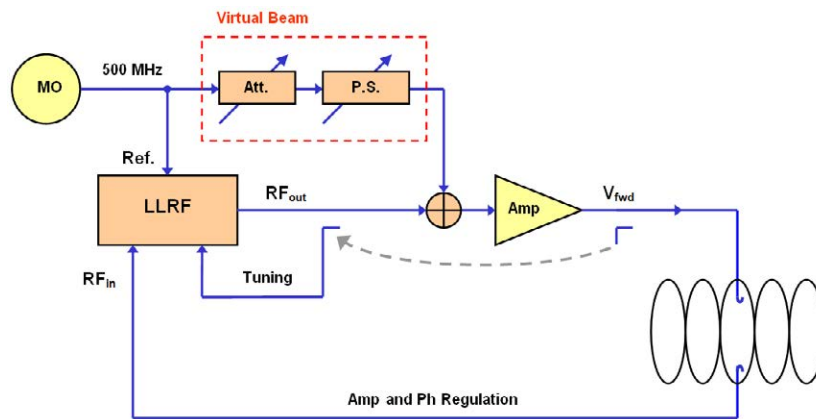 Virtual Beam
MO
500 MHz
Att.
P.S.
Ref.
LLRF
RFout
Amp
Vfwd
Tuning
RFin
Amp and Ph Regulation